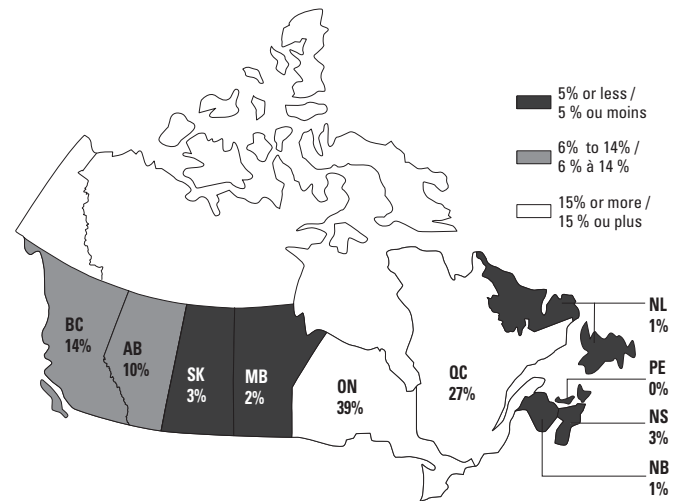 5% or less /
5 % ou moins
6% to 14% /
6 % à 14 %
15% or more /
15 % ou plus
BC
14%
AB
10%
SK
3%
MB
2%
ON
39%
QC
27%
NL
1%
PE
0%
NS
3%
NB
1%